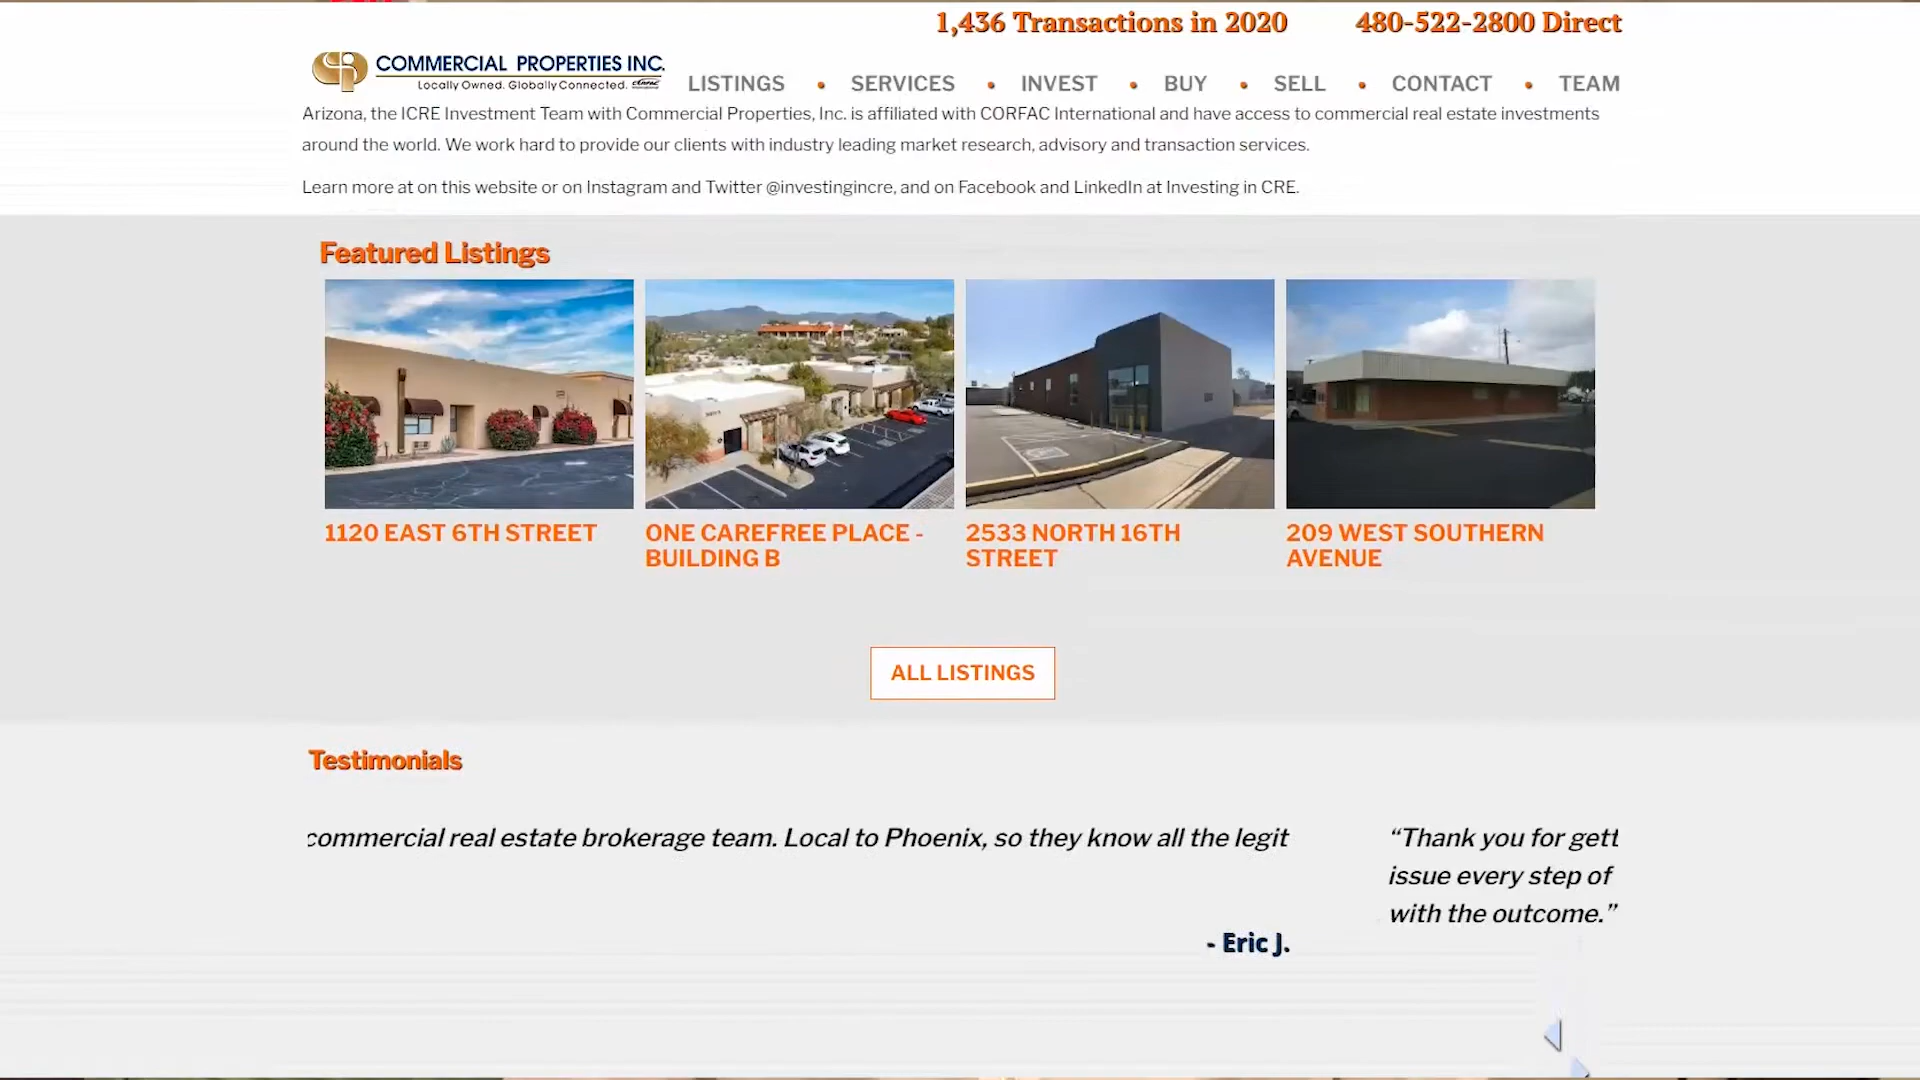 1,436 Transactions in 2020
480-522-2800 Direct
COMMERCIAL PROPERTIES INC.
Locally Owned. Globally Connected.
LISTINGS • SERVICES • INVEST • BUY • SELL • CONTACT • TEAM
Arizona, the ICRE Investment Team with Commercial Properties, Inc. is affiliated with CORFAC International and have access to commercial real estate investments
around the world. We work hard to provide our clients with industry leading market research, advisory and transaction services.
Learn more at on this website or on Instagram and Twitter @investingincre, and on Facebook and LinkedIn at Investing in CRE.
Featured Listings
1120 EAST 6TH STREET
ONE CAREFREE PLACE -
BUILDING B
2533 NORTH 16TH
STREET
209 WEST SOUTHERN
AVENUE
ALL LISTINGS
Testimonials
commercial real estate brokerage team. Local to Phoenix, so they know all the legit
- Eric J.
“Thank you for gett
issue every step of
with the outcome.”